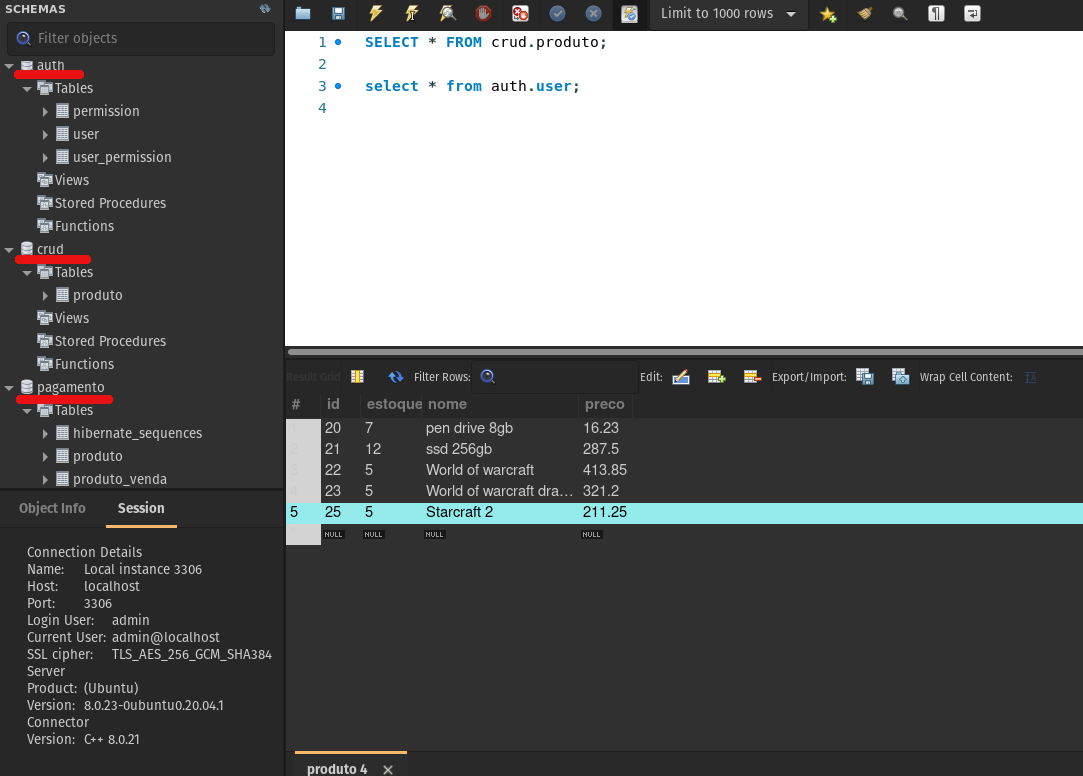 SCHEMAS
Filter objects
auth
Tables
permission
user
user_permission
Views
Stored Procedures
Functions
crud
Tables
produto
Views
Stored Procedures
Functions
pagamento
Tables
hibernate_sequences
produto
produto_venda
Object Info Session
Connection Details
Name: Local instance 3306
Host: localhost
Port: 3306
Login User: admin
Current User: admin@localhost
SSL cipher: TLS_AES_256_GCM_SHA384
Server
Product: (Ubuntu)
Version: 8.0.23-0ubuntu0.20.04.1
Connector
Version: C++ 8.0.21
Limit to 1000 rows
1 SELECT * FROM crud.produto;
2
3 select * from auth.user;
4
Result Grid Filter Rows: Edit: Export/Import: Wrap Cell Content:
# id estoque nome preco
1 20 7 pen drive 8gb 16.23
2 21 12 ssd 256gb 287.5
3 22 5 World of warcraft 413.85
4 23 5 World of warcraft dra... 321.2
5 25 5 Starcraft 2 211.25
NULL NULL NULL NULL
produto 4